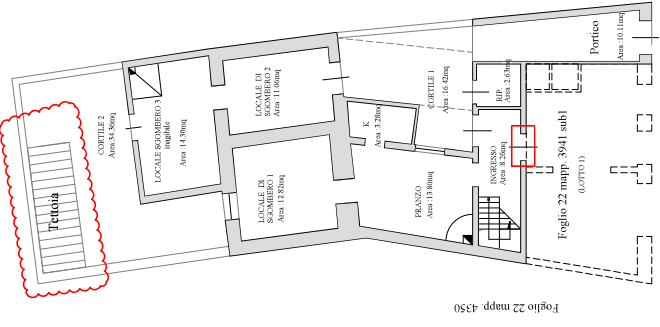 Tettoia
CORTILE 2
Area:34.36mq
LOCALE SGOMBERO 3
inagibile
Area :14.30mq
LOCALE DI
SGOMBERO 2
Area :11.06mq
LOCALE DI
SGOMBERO 1
Area :12.82mq
K
Area :3.28mq
CORTILE 1
Area :16.42mq
PRANZO
Area :13.80mq
RIP.
Area :2.63mq
INGRESSO
Area :8.26mq
Portico
Area :10.11mq
Foglio 22 mapp. 3941 sub1
(LOTTO 1)
Foglio 22 mapp. 4350